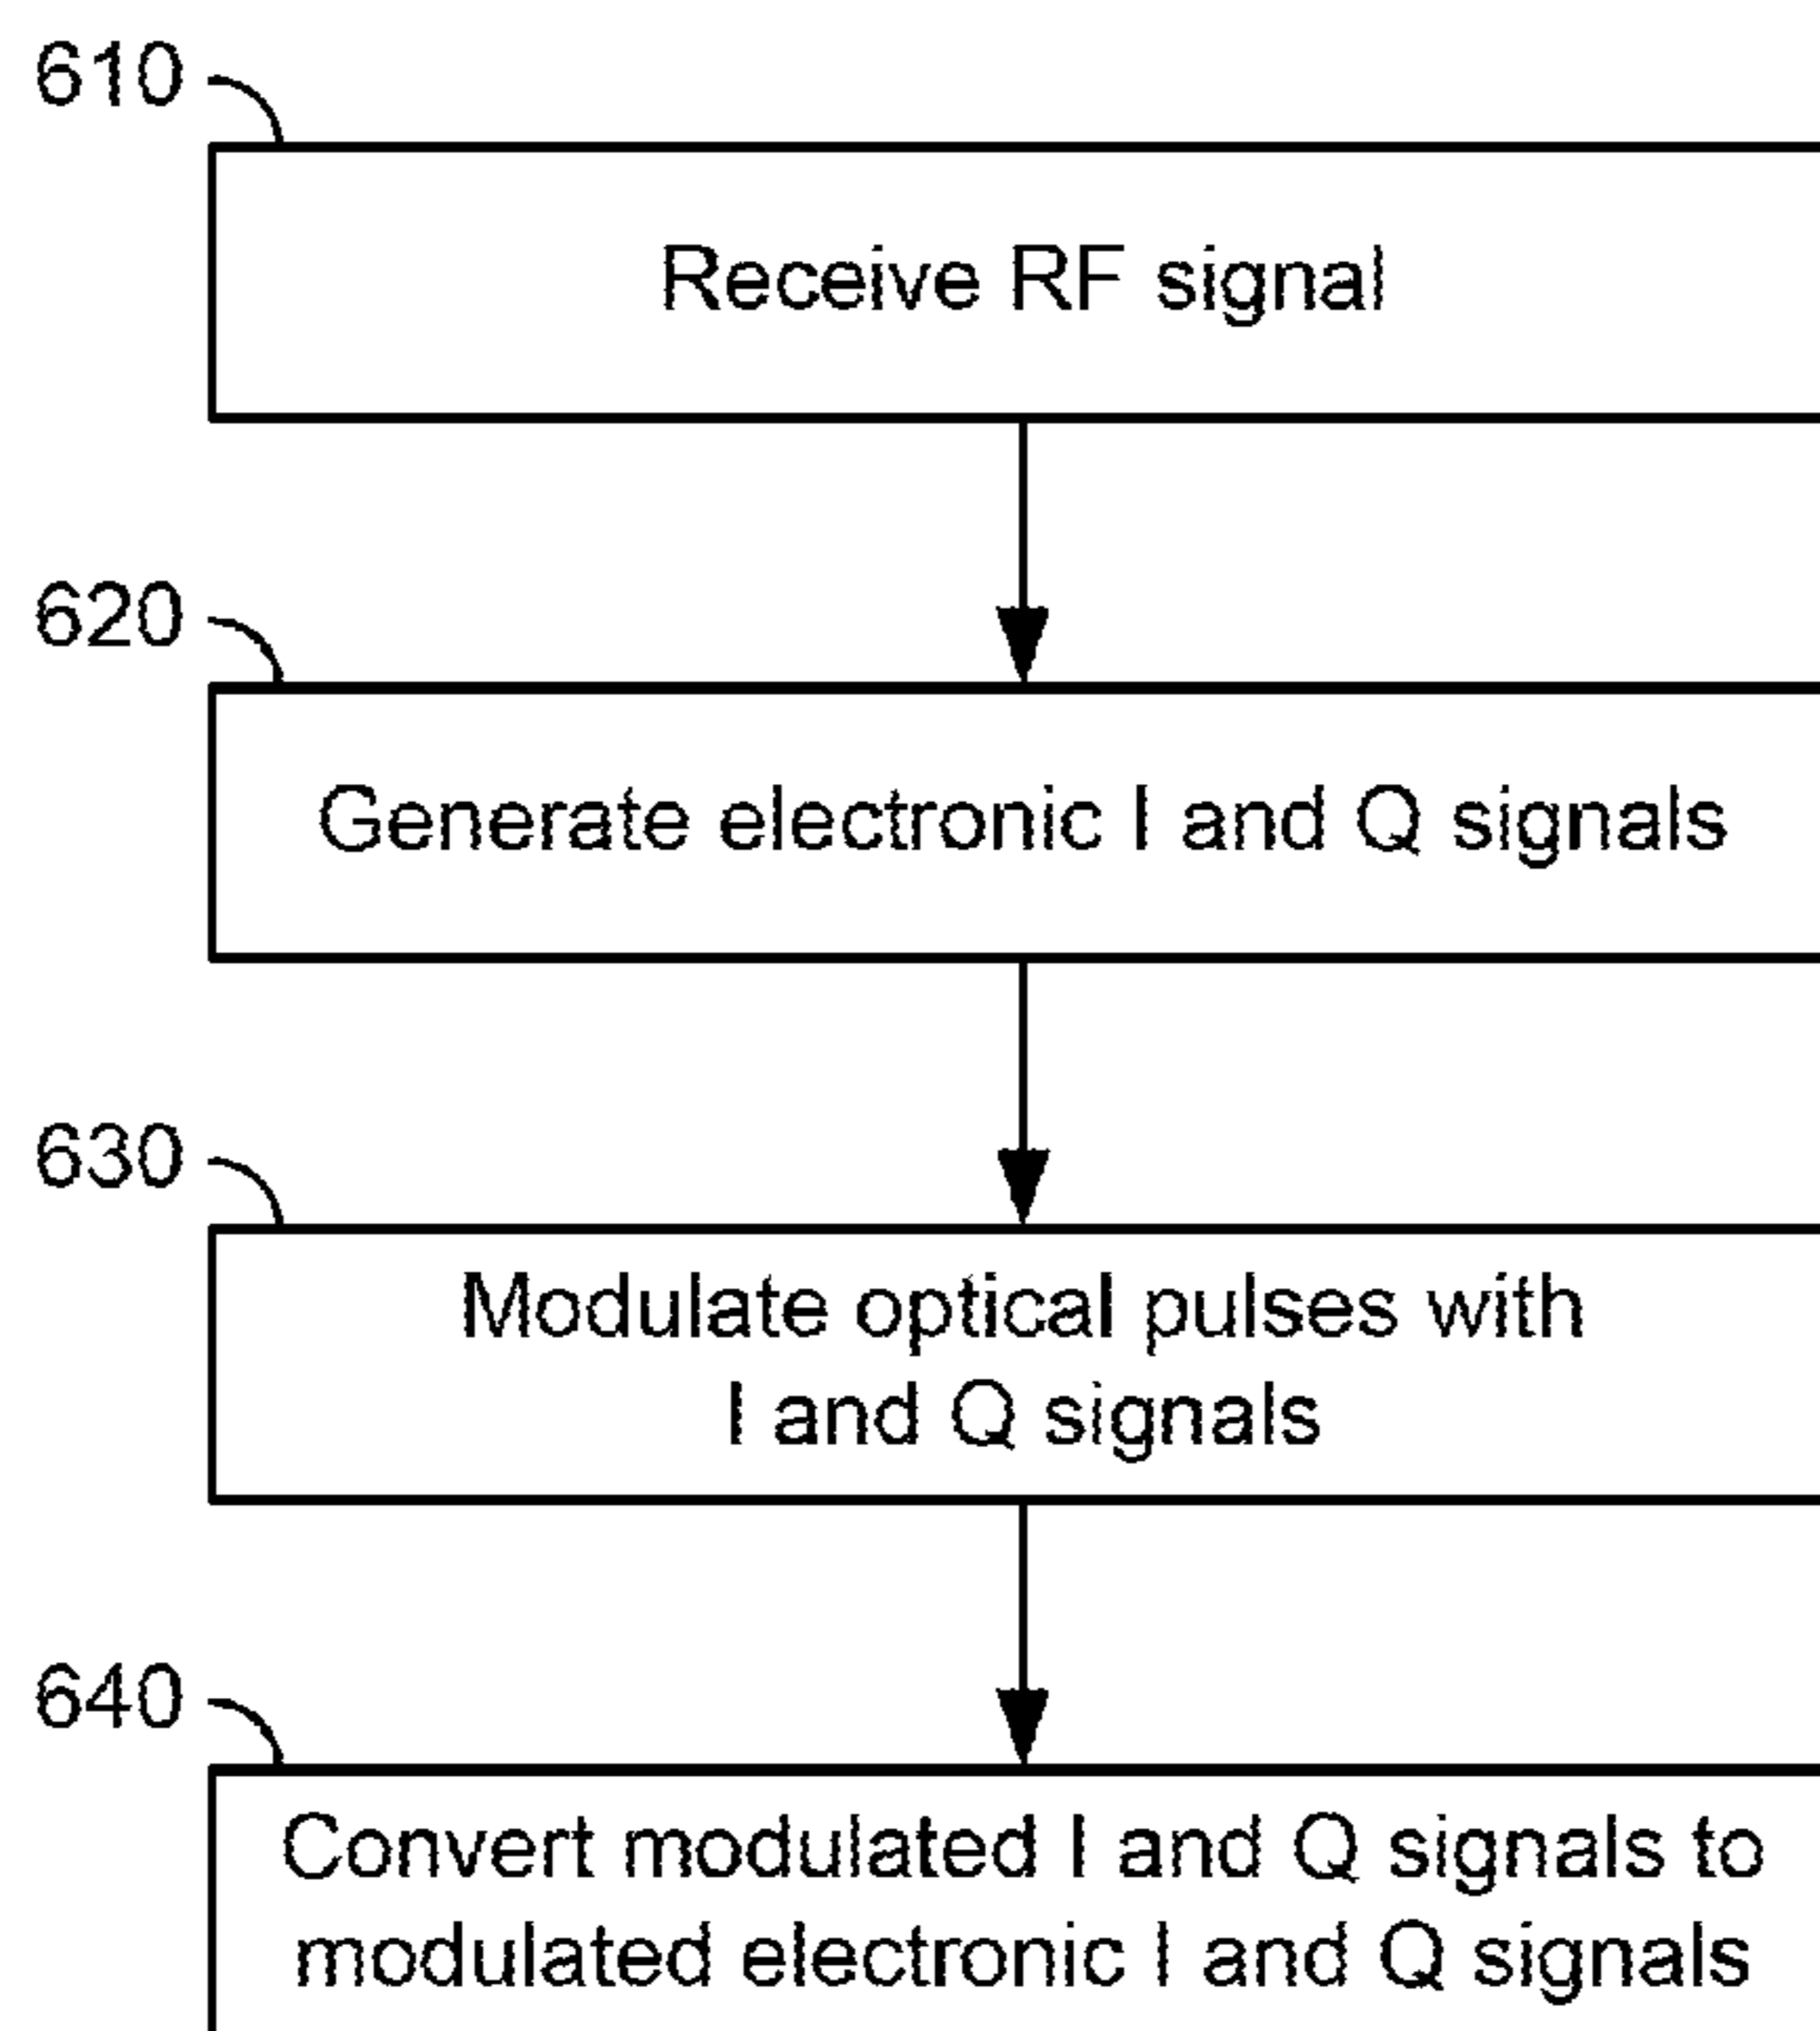 610
Receive RF signal
620
Generate electronic I and Q signals
630
Modulate optical pulses with
I and Q signals
640
Convert modulated I and Q signals to
modulated electronic I and Q signals